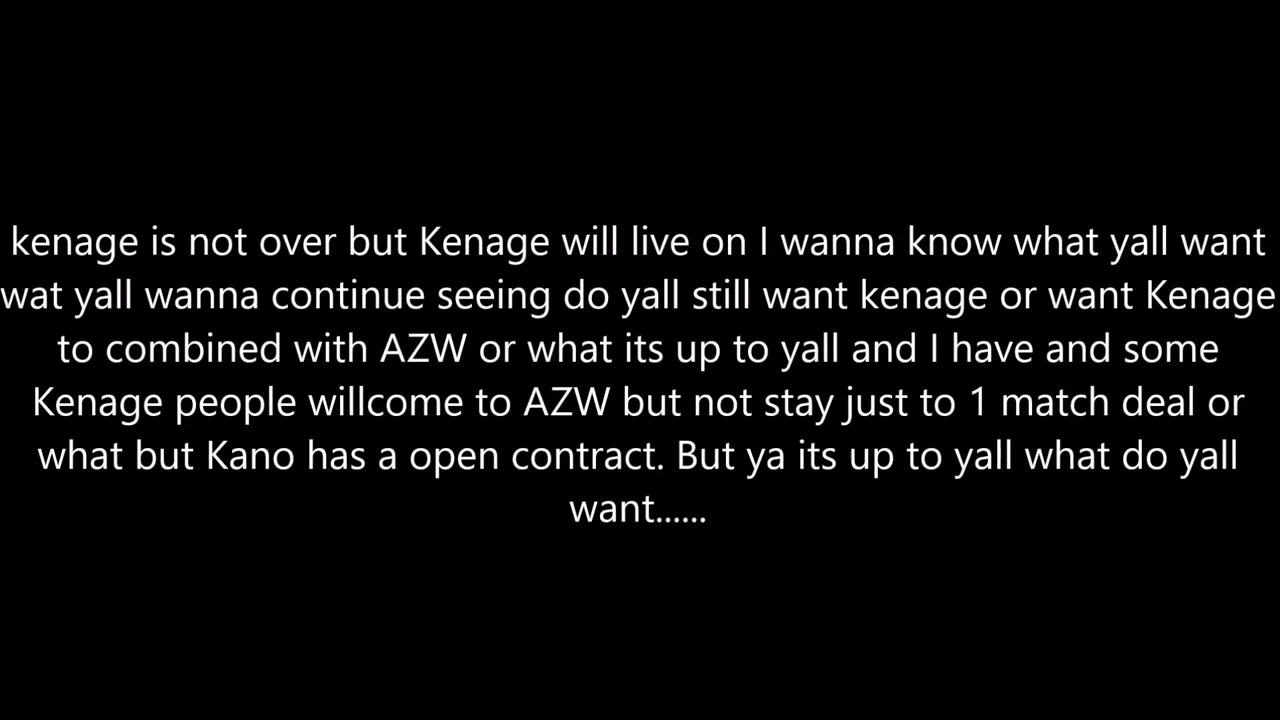 kenage is not over but Kenage will live on I wanna know what yall want
wat yall wanna continue seeing do yall still want kenage or want Kenage
to combined with AZW or what its up to yall and I have and some
Kenage people willcome to AZW but not stay just to 1 match deal or
what but Kano has a open contract. But ya its up to yall what do yall
want......